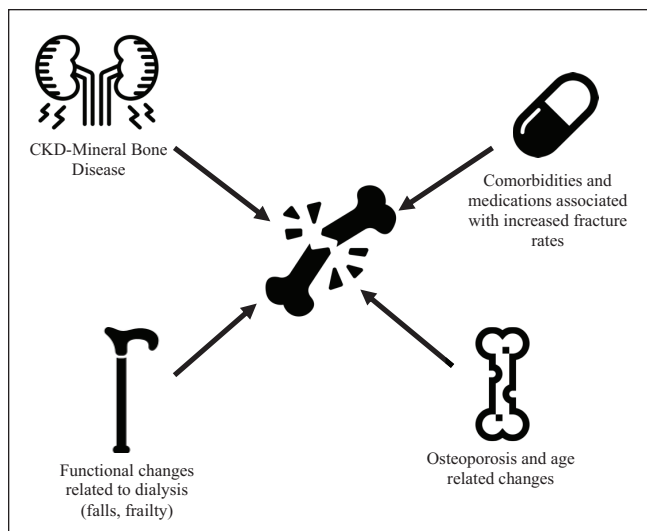 CKD-Mineral Bone
Disease
Comorbidities and
medications associated
with increased fracture
rates
Functional changes
related to dialysis
(falls, frailty)
Osteoporosis and age
related changes